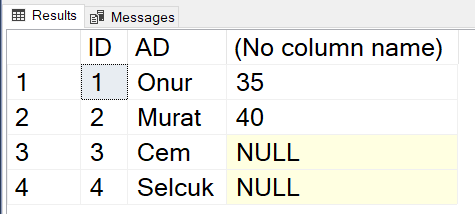 Results Messages
ID AD (No column name)
1 1 Onur 35
2 2 Murat 40
3 3 Cem NULL
4 4 Selcuk NULL